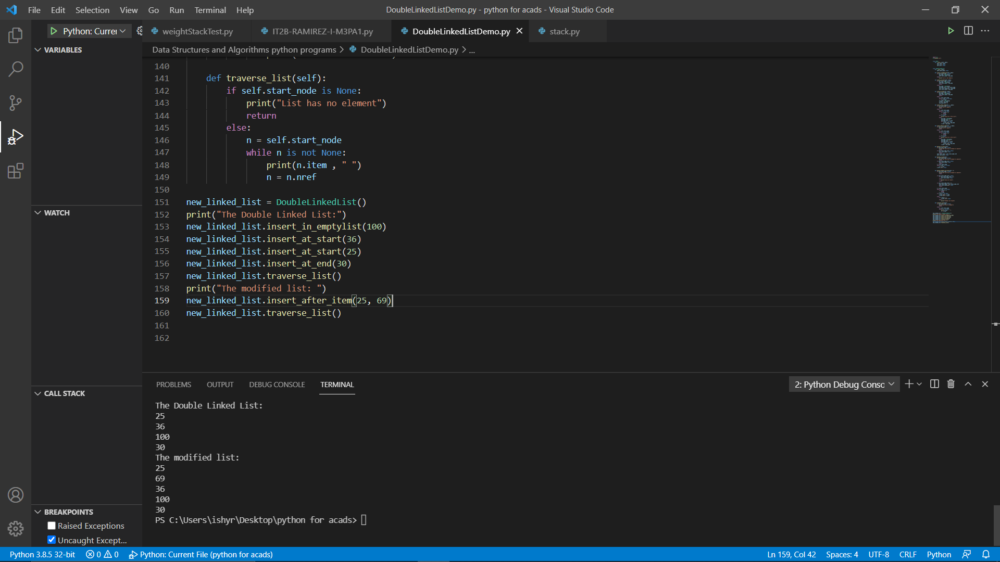 File Edit Selection View Go Run Terminal Help
DoubleLinkedListDemo.py - python for acads - Visual Studio Code
Python: Currer
weightStackTest.py
IT2B-RAMIREZ-I-M3PA1.py
DoubleLinkedListDemo.py
stack.py
Data Structures and Algorithms python programs > DoubleLinkedListDemo.py > ...
VARIABLES
WATCH
CALL STACK
BREAKPOINTS
Raised Exceptions
Uncaught Except...
140
141 def traverse_list(self):
142 if self.start_node is None:
143 print("List has no element")
144 return
145 else:
146 n = self.start_node
147 while n is not None:
148 print(n.item , " ")
149 n = n.nref
150
151 new_linked_list = DoubleLinkedList()
152 print("The Double Linked List:")
153 new_linked_list.insert_in_emptylist(100)
154 new_linked_list.insert_at_start(36)
155 new_linked_list.insert_at_start(25)
156 new_linked_list.insert_at_end(30)
157 new_linked_list.traverse_list()
158 print("The modified list: ")
159 new_linked_list.insert_after_item(25, 69)
160 new_linked_list.traverse_list()
161
162
PROBLEMS OUTPUT DEBUG CONSOLE TERMINAL
2: Python Debug Consc
The Double Linked List:
25
36
100
30
The modified list:
25
69
36
100
30
PS C:\Users\ishyr\Desktop\python for acads>
Python 3.8.5 32-bit 0 0 Python: Current File (python for acads)
Ln 159, Col 42 Spaces: 4 UTF-8 CRLF Python